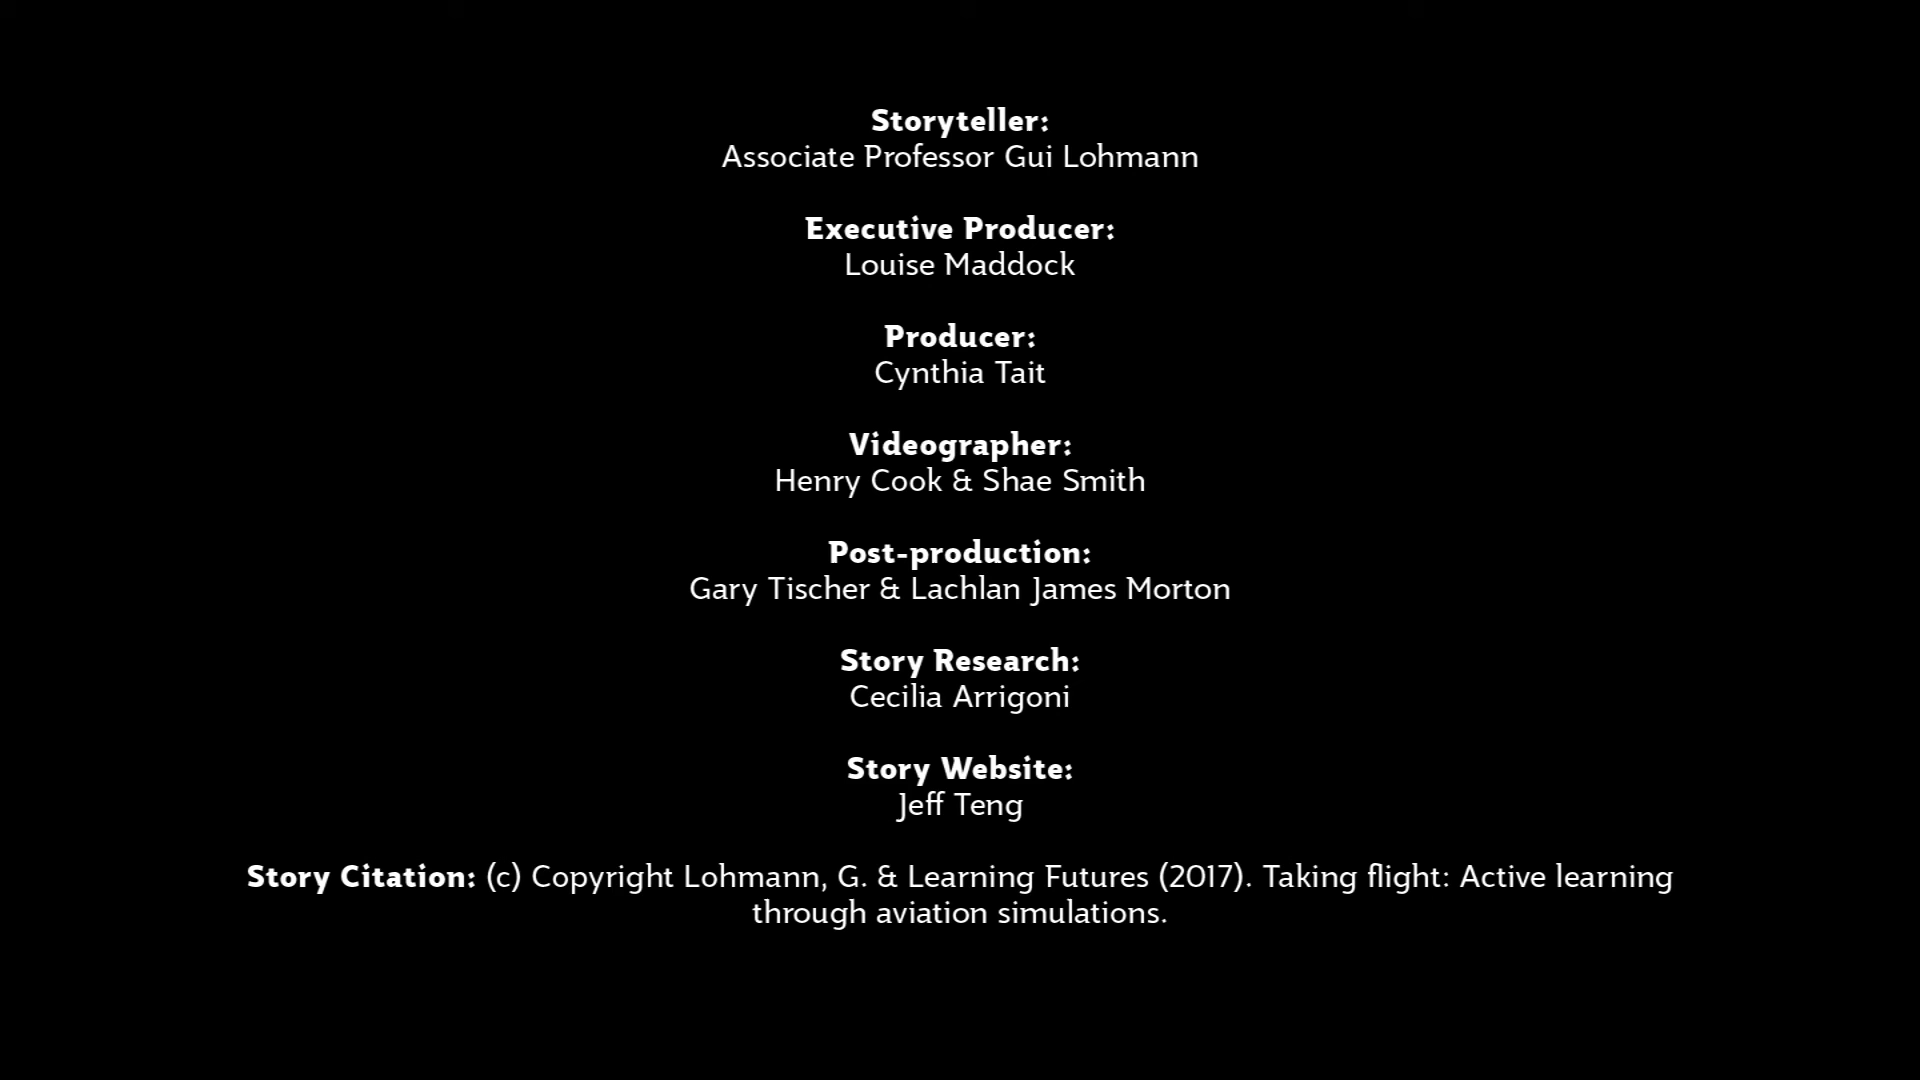 Storyteller:
Associate Professor Gui Lohmann
Executive Producer:
Louise Maddock
Producer:
Cynthia Tait
Videographer:
Henry Cook & Shae Smith
Post-production:
Gary Tischer & Lachlan James Morton
Story Research:
Cecilia Arrigoni
Story Website:
Jeff Teng
Story Citation: (c) Copyright Lohmann, G. & Learning Futures (2017). Taking flight: Active learning
through aviation simulations.